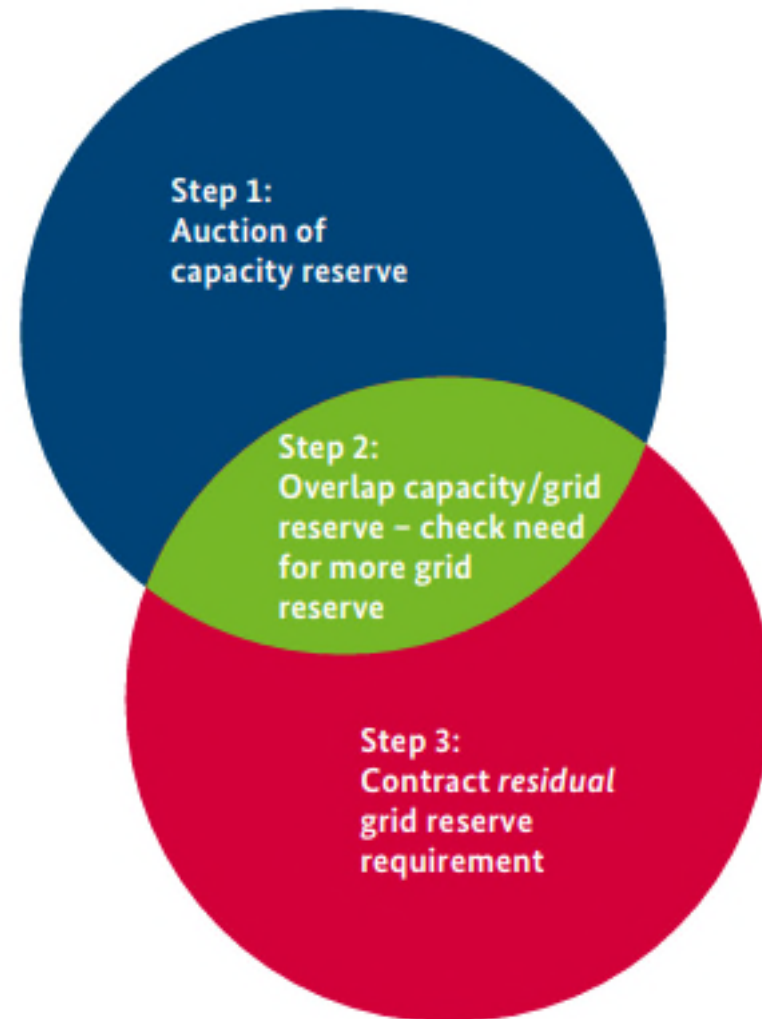 Step 1:
Auction of
capacity reserve
Step 2:
Overlap capacity/grid
reserve – check need
for more grid
reserve
Step 3:
Contract residual
grid reserve
requirement